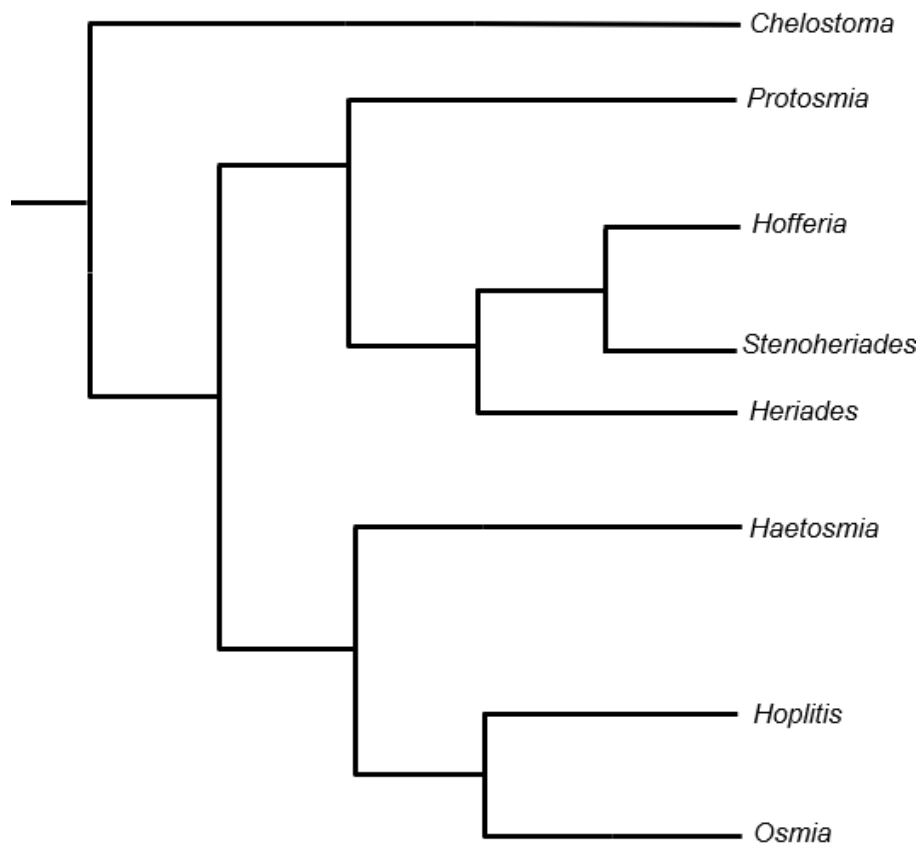 Chelostoma
Protosmia
Hofferia
Stenoheriades
Heriades
Haetosmia
Hoplitis
Osmia